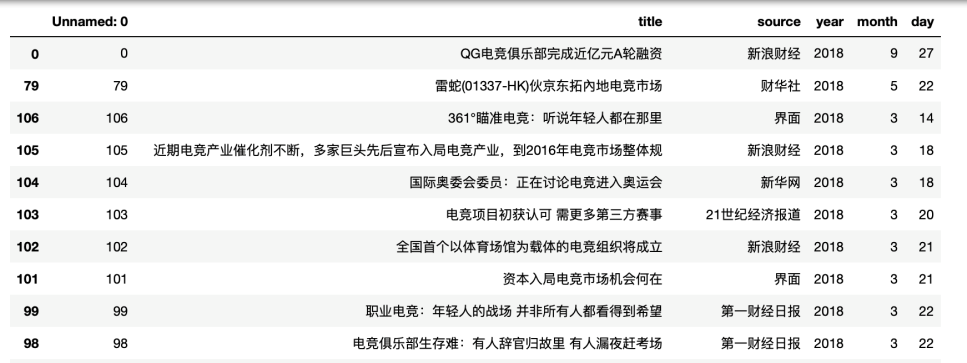 Unnamed: 0 title source year month day
0 0 QG电竞俱乐部完成近亿元A轮融资 新浪财经 2018 9 27
79 79 雷蛇(01337-HK)伙京东拓內地电竞市场 财华社 2018 5 22
106 106 361°瞄准电竞：听说年轻人都在那里 界面 2018 3 14
105 105 近期电竞产业催化剂不断，多家巨头先后宣布入局电竞产业，到2016年电竞市场整体规 新浪财经 2018 3 18
104 104 国际奥委会委员：正在讨论电竞进入奥运会 新华网 2018 3 18
103 103 电竞项目初获认可 需更多第三方赛事 21世纪经济报道 2018 3 20
102 102 全国首个以体育场馆为载体的电竞组织将成立 新浪财经 2018 3 21
101 101 资本入局电竞市场机会何在 界面 2018 3 21
99 99 职业电竞：年轻人的战场 并非所有人都看得到希望 第一财经日报 2018 3 22
98 98 电竞俱乐部生存难：有人辞官归故里 有人漏夜赶考场 第一财经日报 2018 3 22